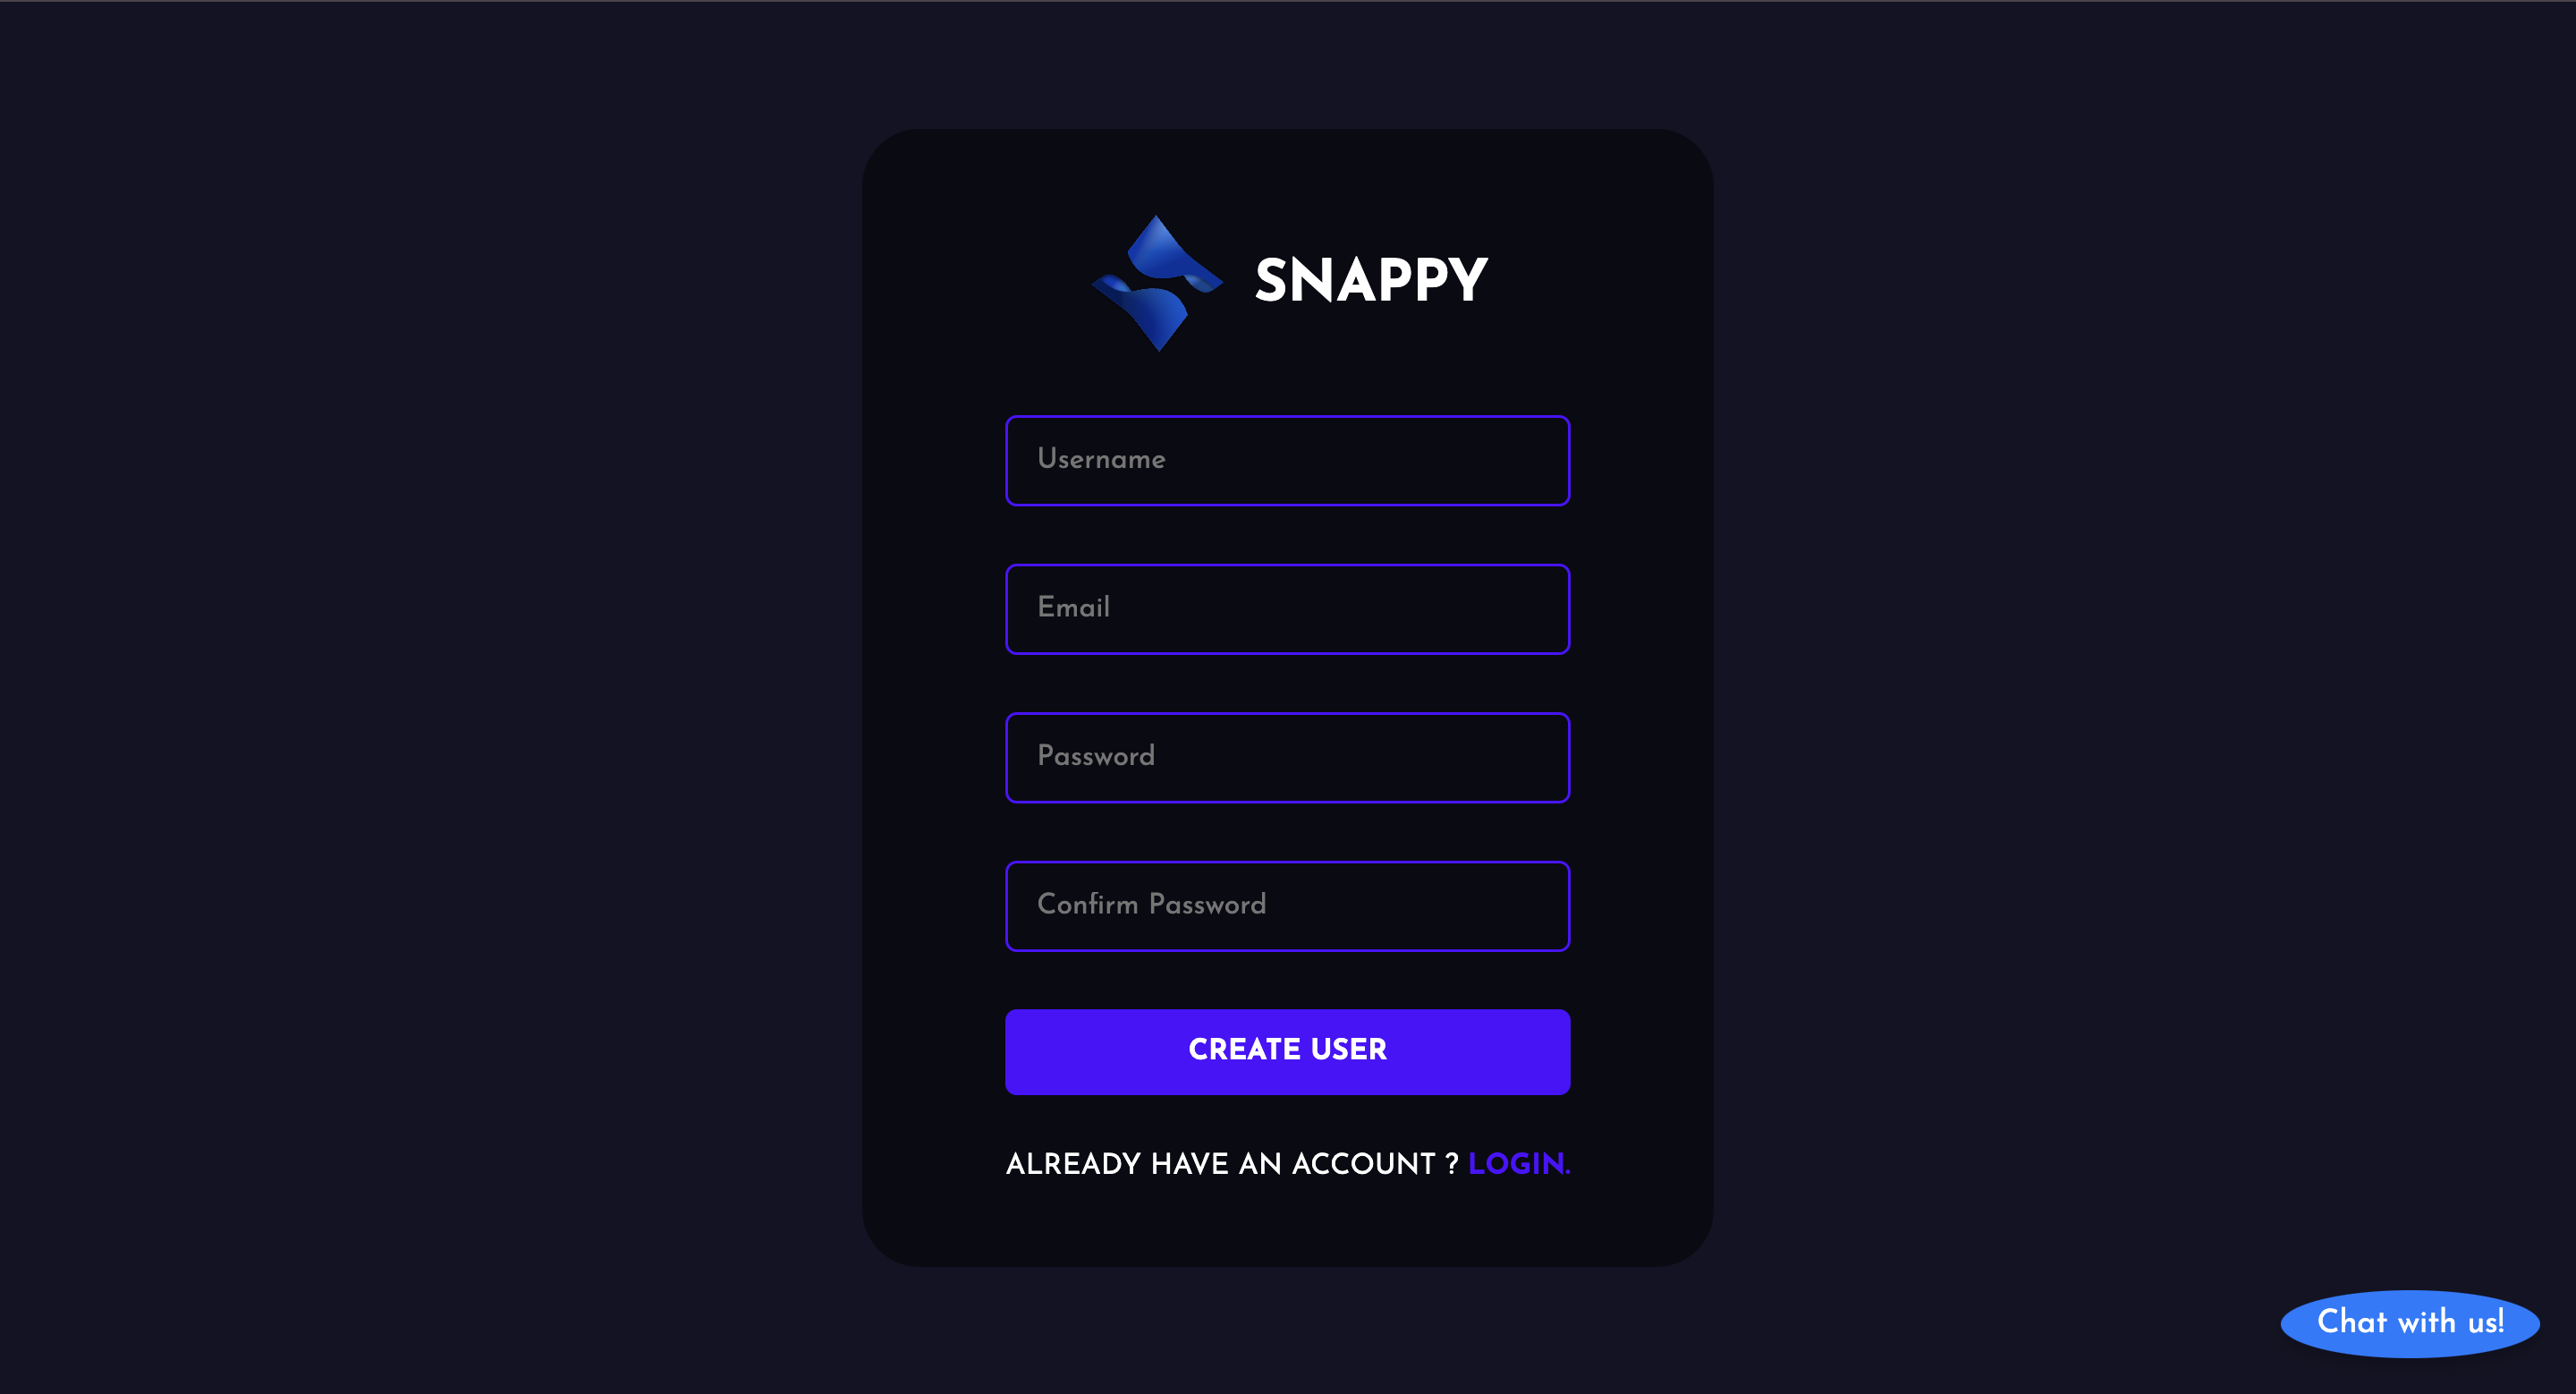 SNAPPY
Username
Email
Password
Confirm Password
CREATE USER
ALREADY HAVE AN ACCOUNT ? LOGIN.
Chat with us!